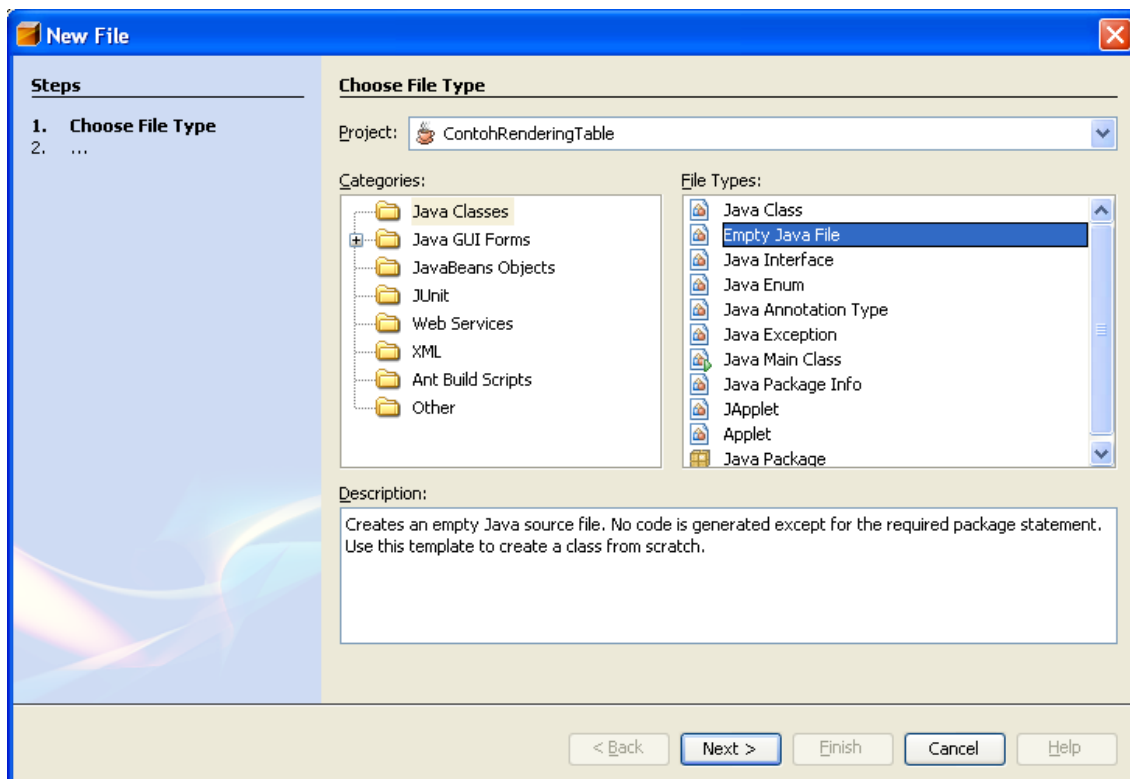 New File
Steps
1. Choose File Type
2. ...
Choose File Type
Project: ContohRenderingTable
Categories:
Java Classes
Java GUI Forms
JavaBeans Objects
JUnit
Web Services
XML
Ant Build Scripts
Other
File Types:
Java Class
Empty Java File
Java Interface
Java Enum
Java Annotation Type
Java Exception
Java Main Class
Java Package Info
JApplet
Applet
Java Package
Description:
Creates an empty Java source file. No code is generated except for the required package statement.
Use this template to create a class from scratch.
< Back Next > Finish Cancel Help